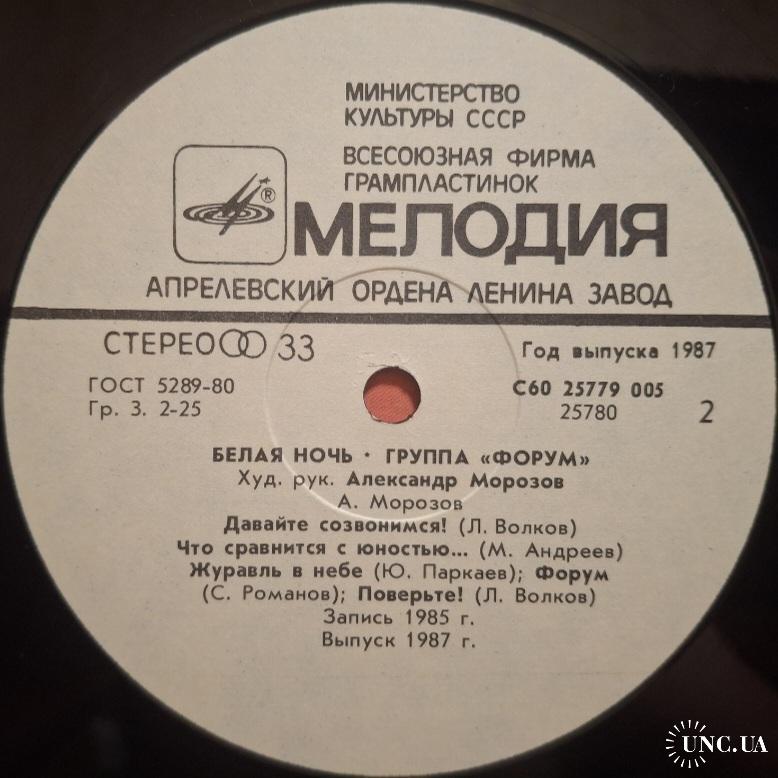 МИНИСТЕРСТВО
КУЛЬТУРЫ СССР
ВСЕСОЮЗНАЯ ФИРМА
ГРАМПЛАСТИНОК
®
МЕЛОДИЯ
АПРЕЛЕВСКИЙ ОРДЕНА ЛЕНИНА ЗАВОД
СТЕРЕО 33
Год выпуска 1987
ГОСТ 5289-80
С60 25779 005
Гр. 3. 2-25
25780
2
БЕЛАЯ НОЧЬ · ГРУППА «ФОРУМ»
Худ. рук. Александр Морозов
А. Морозов
Давайте созвонимся! (Л. Волков)
Что сравнится с юностью... (М. Андреев)
Журавль в небе (Ю. Паркаев); Форум
(С. Романов); Поверьте! (Л. Волков)
Запись 1985 г.
Выпуск 1987 г.
UNC.UA